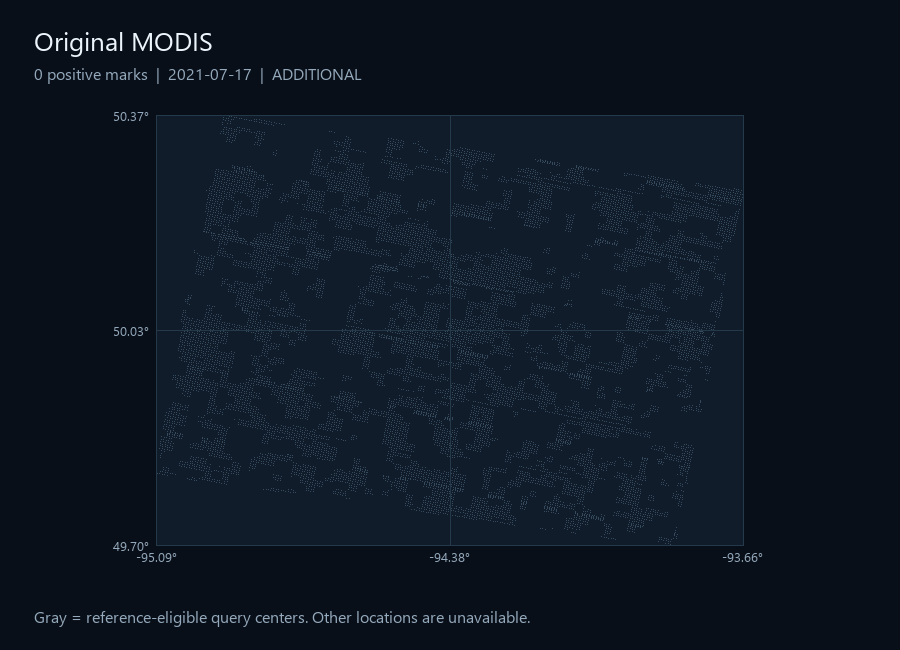 Original MODIS
0 positive marks | 2021-07-17 | ADDITIONAL
50.37°
50.03°
49.70°
-95.09°
-94.38°
-93.66°
Gray = reference-eligible query centers. Other locations are unavailable.